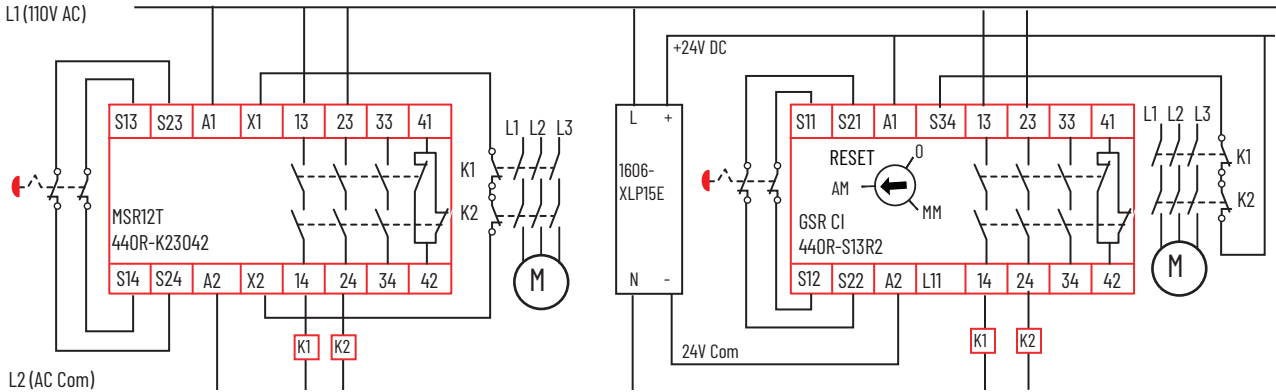 L1 (110V AC)
+24V DC
S13 S23 A1 X1 13 23 33 41
L1 L2 L3
K1
K2
MSR12T
440R-K23042
S14 S24 A2 X2 14 24 34 42
M
K1 K2
L +
1606-
XLP15E
N -
24V Com
S11 S21 A1 S34 13 23 33 41
RESET
0
AM
MM
GSR CI
440R-S13R2
S12 S22 A2 L11 14 24 34 42
L1 L2 L3
K1
K2
M
K1 K2
L2 (AC Com)